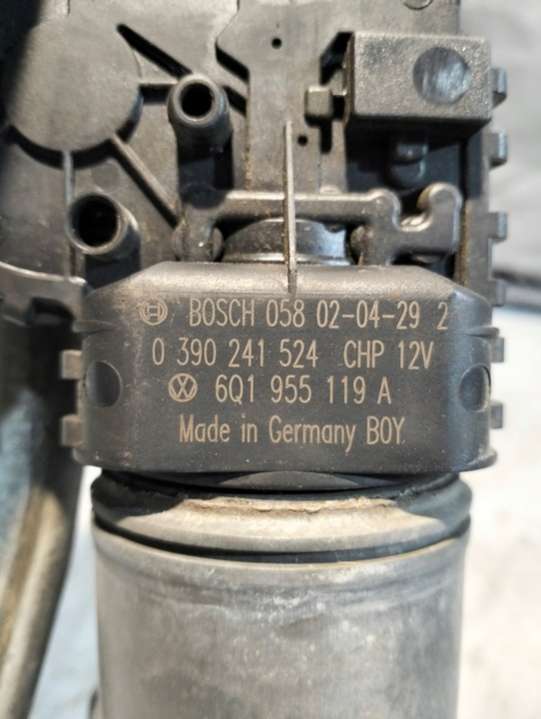 BOSCH 058 02-04-29 2
0 390 241 524 CHP 12V
VW 6Q1 955 119 A
Made in Germany BOY